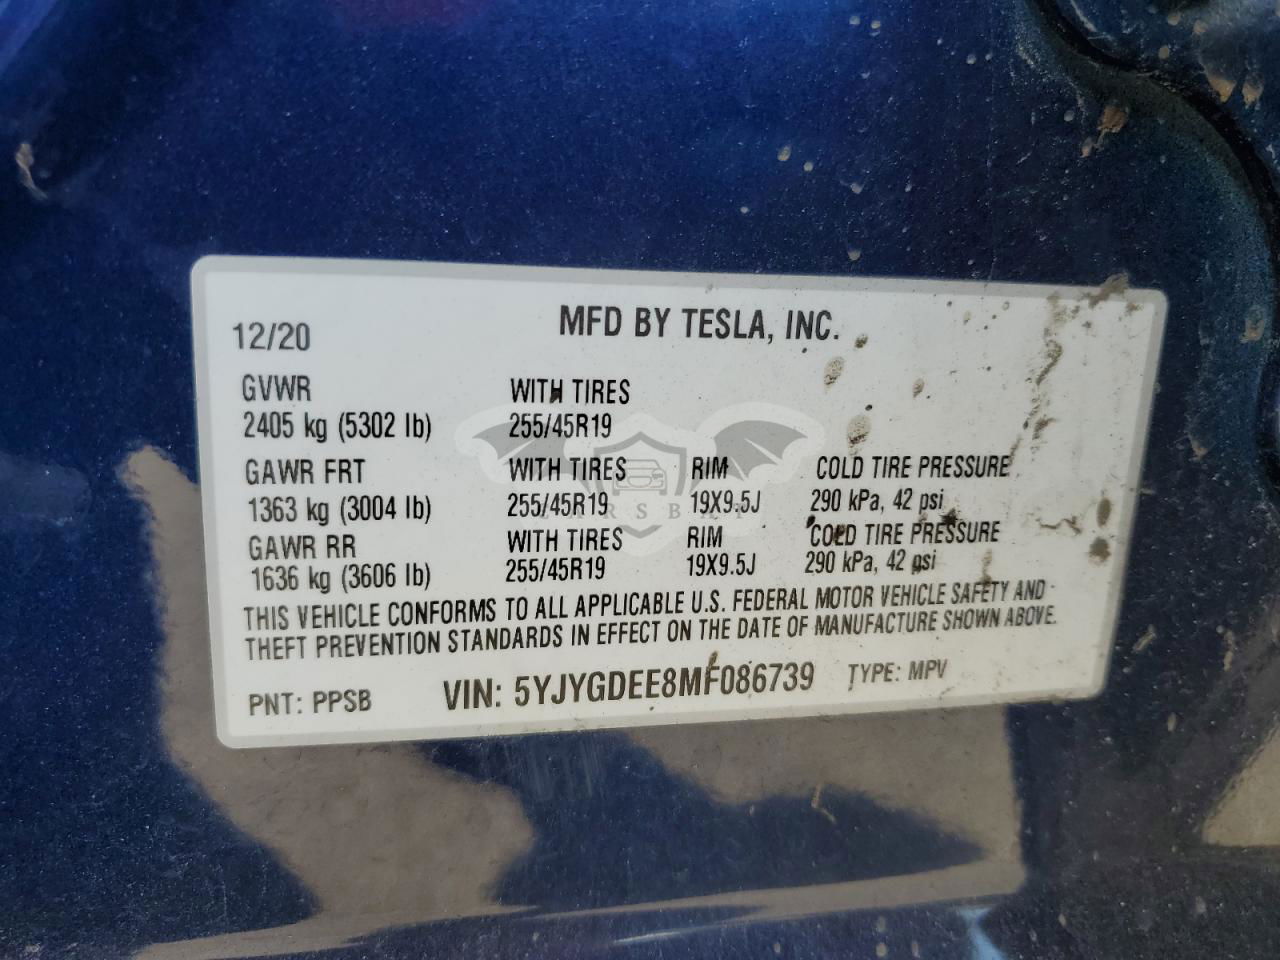 12/20 MFD BY TESLA, INC.
GVWR WITH TIRES
2405 kg (5302 lb) 255/45R19
GAWR FRT WITH TIRES RIM COLD TIRE PRESSURE
1363 kg (3004 lb) 255/45R19 19X9.5J 290 kPa, 42 psi
GAWR RR WITH TIRES RIM COLD TIRE PRESSURE
1636 kg (3606 lb) 255/45R19 19X9.5J 290 kPa, 42 psi
THIS VEHICLE CONFORMS TO ALL APPLICABLE U.S. FEDERAL MOTOR VEHICLE SAFETY AND
THEFT PREVENTION STANDARDS IN EFFECT ON THE DATE OF MANUFACTURE SHOWN ABOVE.
PNT: PPSB VIN: 5YJYGDEE8MF086739 TYPE: MPV